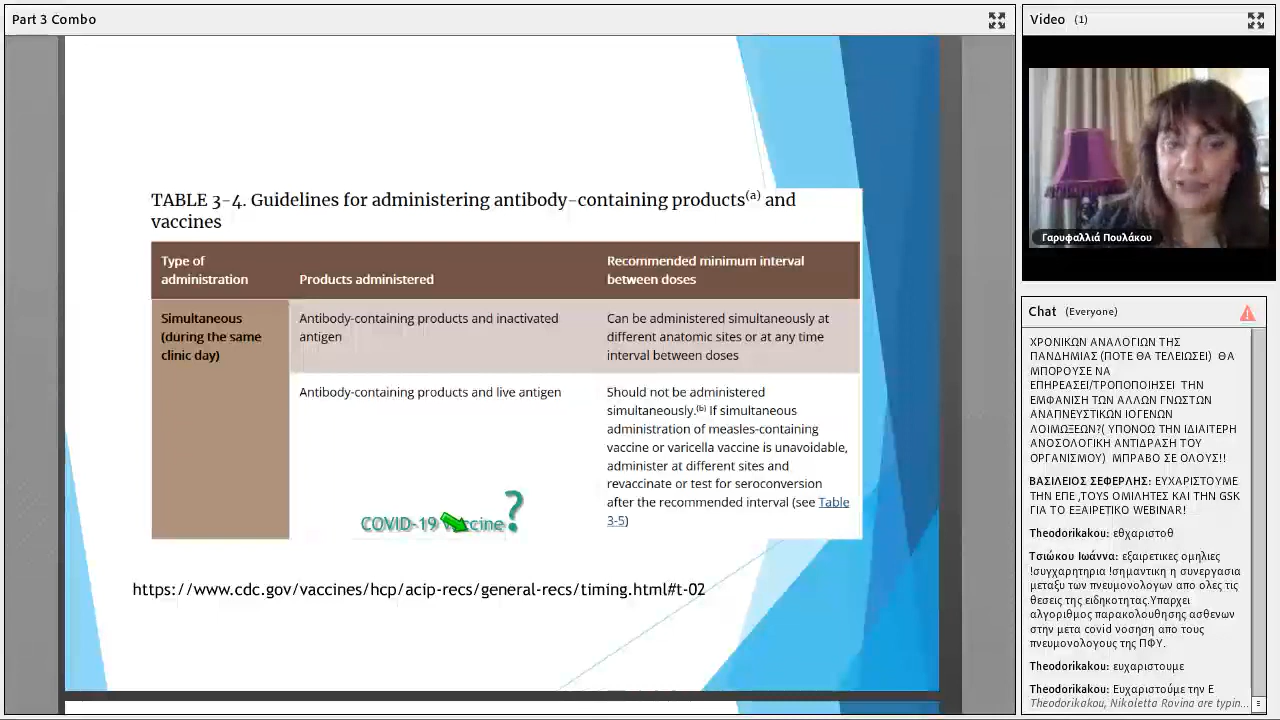 Part 3 Combo
TABLE 3-4. Guidelines for administering antibody-containing products(a) and
vaccines
Type of
administration
Products administered
Recommended minimum interval
between doses
Simultaneous
(during the same
clinic day)
Antibody-containing products and inactivated
antigen
Can be administered simultaneously at
different anatomic sites or at any time
interval between doses
Antibody-containing products and live antigen
Should not be administered
simultaneously.(b) If simultaneous
administration of measles-containing
vaccine or varicella vaccine is unavoidable,
administer at different sites and
revaccinate or test for seroconversion
after the recommended interval (see Table
3-5)
COVID-19 vaccine ?
https://www.cdc.gov/vaccines/hcp/acip-recs/general-recs/timing.html#t-02
Video (1)
Γαρυφαλλιά Πουλάκου
Chat (Everyone)
ΧΡΟΝΙΚΩΝ ΑΝΑΛΟΓΙΩΝ ΤΗΣ
ΠΑΝΔΗΜΙΑΣ (ΠΟΤΕ ΘΑ ΤΕΛΕΙΩΣΕΙ) ΘΑ
ΜΠΟΡΟΥΣΕ ΝΑ
ΕΠΗΡΕΑΣΕΙ/ΤΡΟΠΟΠΟΙΗΣΕΙ ΤΗΝ
ΕΜΦΑΝΙΣΗ ΤΩΝ ΑΛΛΩΝ ΓΝΩΣΤΩΝ
ΑΝΑΠΝΕΥΣΤΙΚΩΝ ΙΟΓΕΝΩΝ
ΛΟΙΜΩΞΕΩΝ?( ΥΠΟΝΟΩ ΤΗΝ ΙΔΙΑΙΤΕΡΗ
ΑΝΟΣΟΛΟΓΙΚΗ ΑΝΤΙΔΡΑΣΗ ΤΟΥ
ΟΡΓΑΝΙΣΜΟΥ) ΜΠΡΑΒΟ ΣΕ ΟΛΟΥΣ!!
ΒΑΣΙΛΕΙΟΣ ΣΕΦΕΡΛΗΣ: ΕΥΧΑΡΙΣΤΟΥΜΕ
ΤΗΝ ΕΠΕ ,ΤΟΥΣ ΟΜΙΛΗΤΕΣ ΚΑΙ ΤΗΝ GSK
ΓΙΑ ΤΟ ΕΞΑΙΡΕΤΙΚΟ WEBINAR!
Theodorikakou: εθχαριστοθ
Τσιώκου Ιωάννα: εξαιρετικες ομηλιες
!συγχαρητηρια !σημαντικη η συνεργασια
μεταξυ των πνευμονολογων απο ολες τις
θεσεις της ειδηκοτητας.Υπαρχει
αλγοριθμος παρακολουθησης ασθενων
στην μετα covid νοσηση απο τους
πνευμονολογους της ΠΦΥ.
Theodorikakou: ευχαριστουμε
Theodorikakou: Ευχαριστούμε την Ε
Theodorikakou, Nikoletta Rovina are typin...